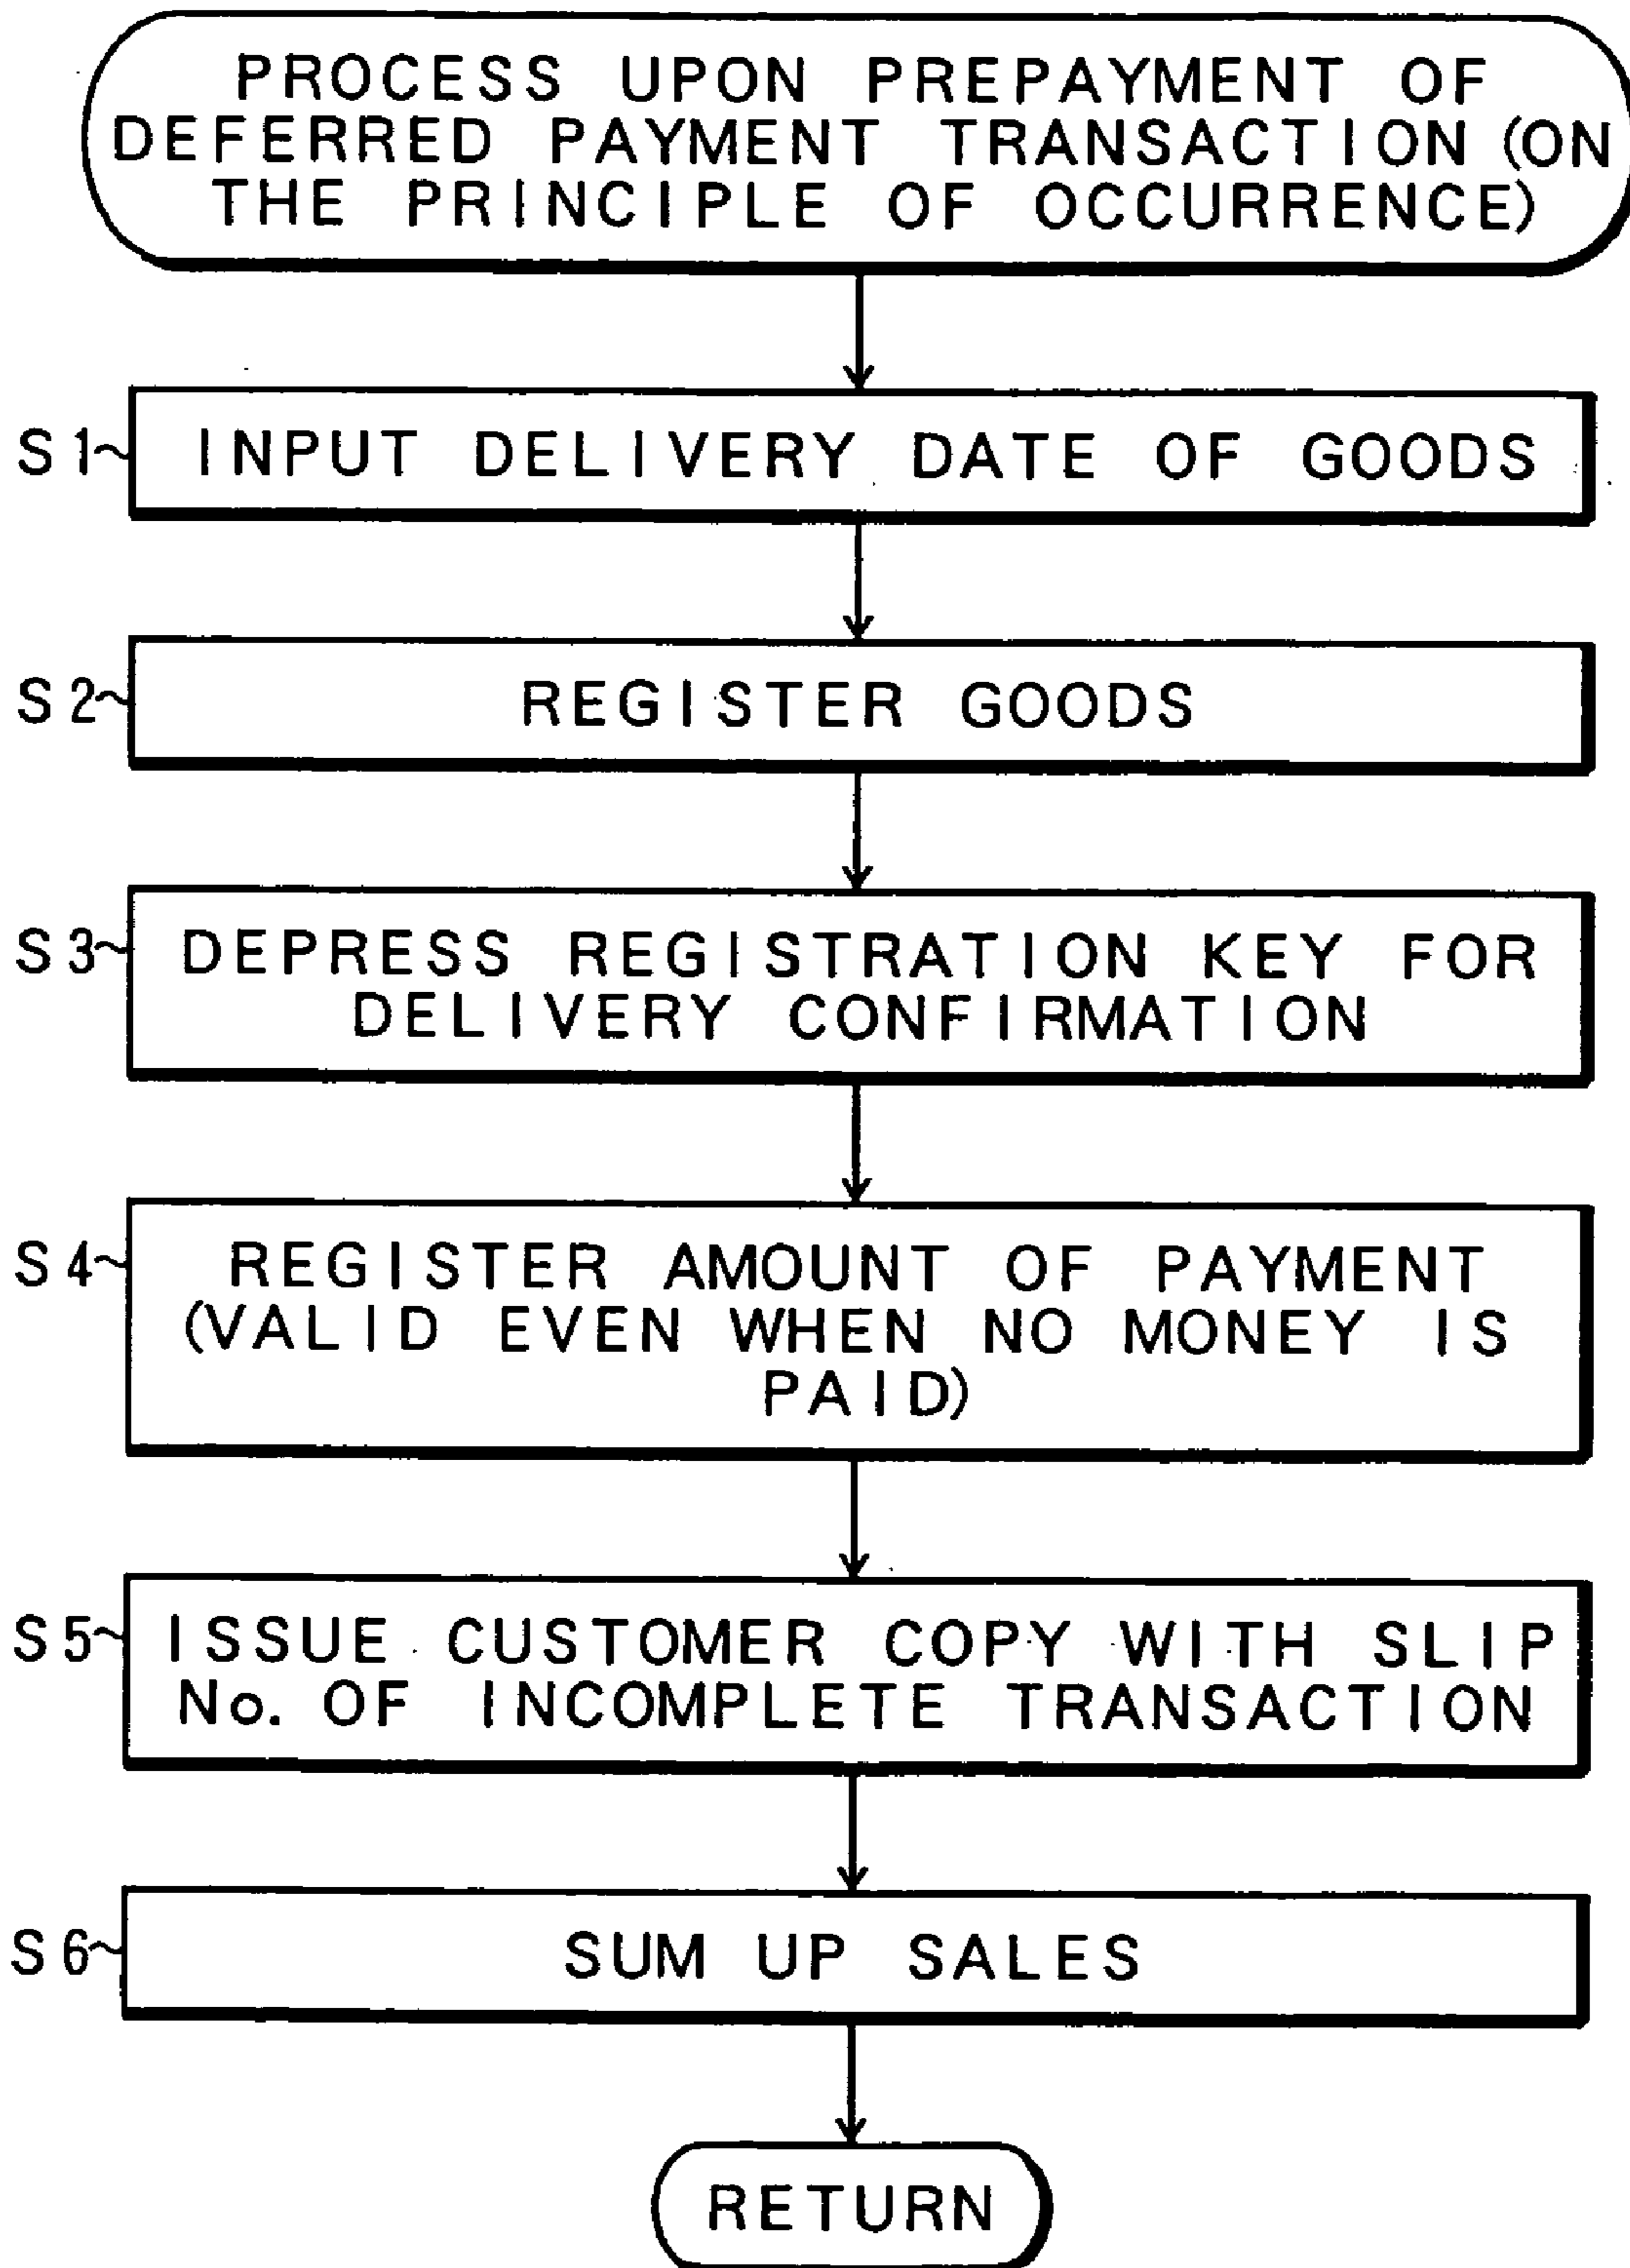 PROCESS UPON PREPAYMENT OF
DEFERRED PAYMENT TRANSACTION (ON
THE PRINCIPLE OF OCCURRENCE)
S1 INPUT DELIVERY DATE OF GOODS
S2 REGISTER GOODS
S3 DEPRESS REGISTRATION KEY FOR
DELIVERY CONFIRMATION
S4 REGISTER AMOUNT OF PAYMENT
(VALID EVEN WHEN NO MONEY IS
PAID)
S5 ISSUE CUSTOMER COPY WITH SLIP
No. OF INCOMPLETE TRANSACTION
S6 SUM UP SALES
RETURN